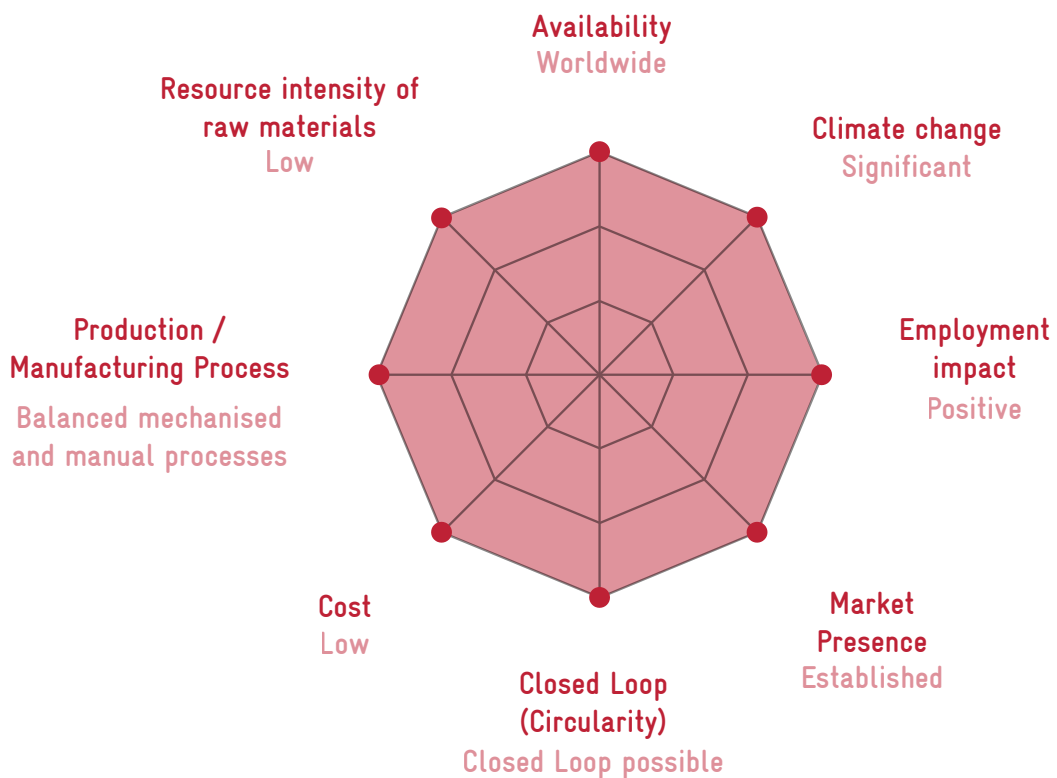 Availability
Worldwide
Resource intensity of
raw materials
Low
Climate change
Significant
Production /
Manufacturing Process
Balanced mechanised
and manual processes
Employment
impact
Positive
Cost
Low
Market
Presence
Established
Closed Loop
(Circularity)
Closed Loop possible